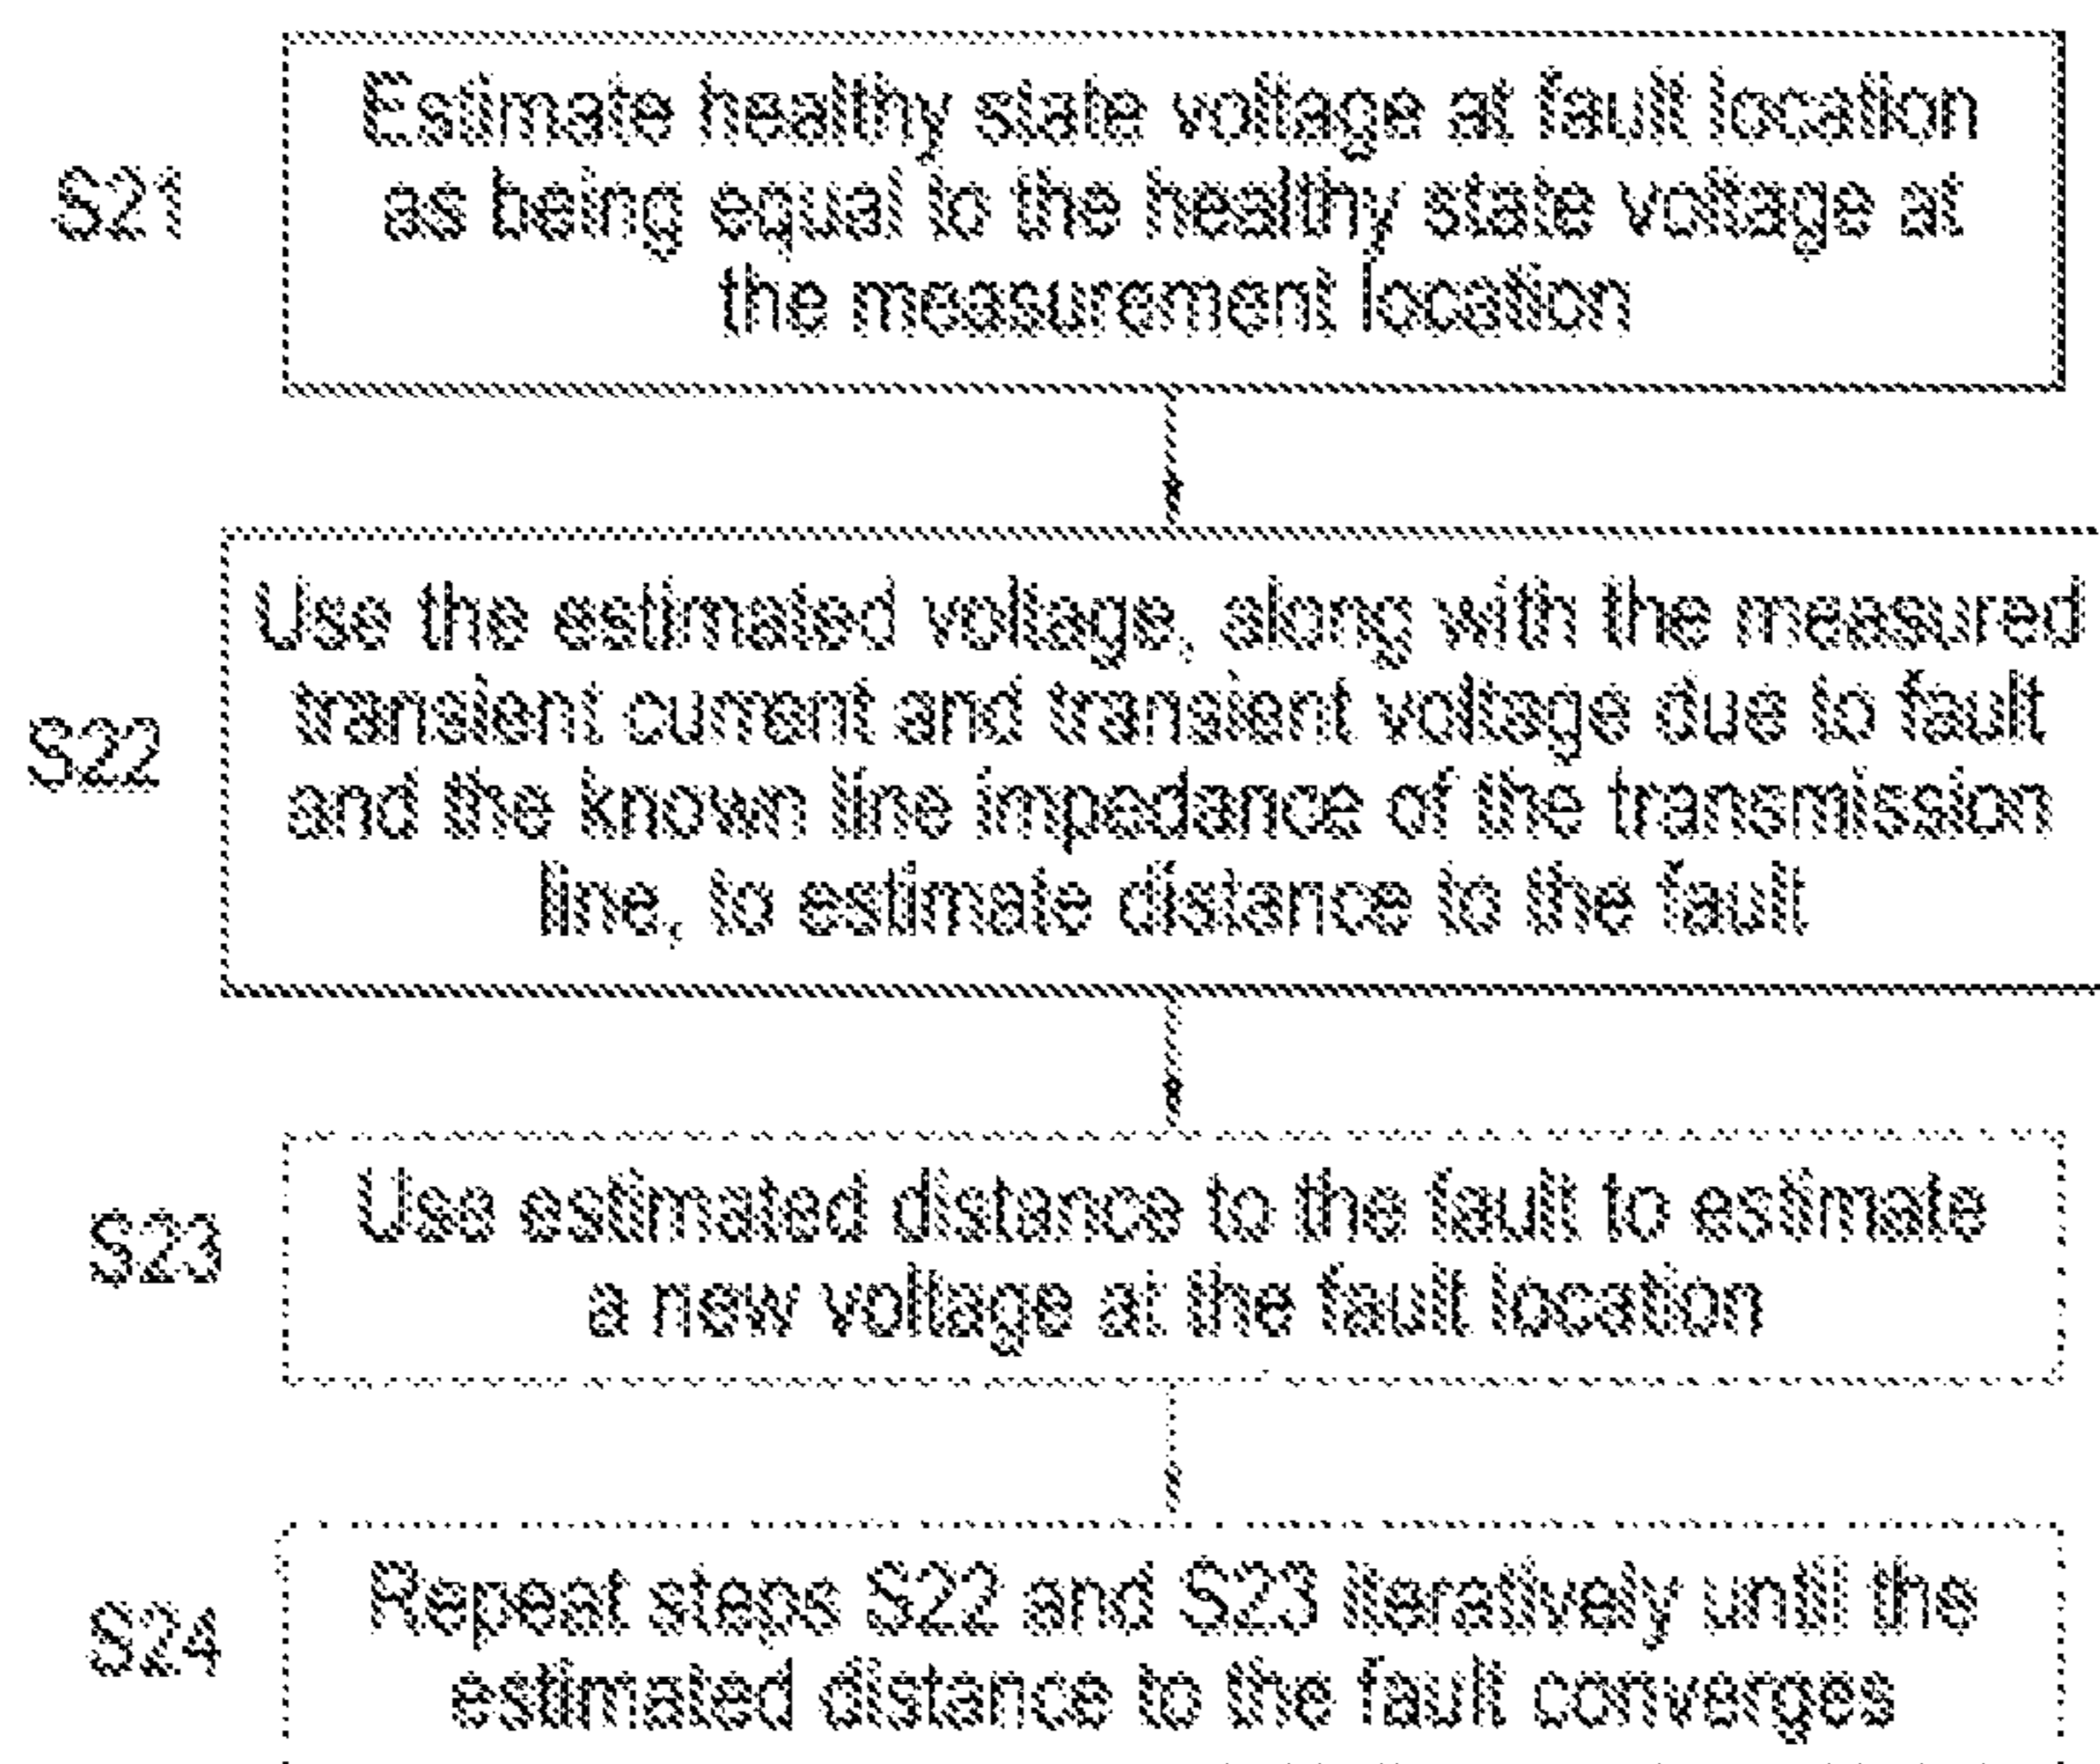 Estimate healthy state voltage at fault location
S21
as being equal to the healthy state voltage at
the measurement location
Use the estimated voltage, along with the measured
transient current and transient voltage due to fault
S22
and the known line impedance of the transmission
line, to estimate distance to the fault
S23
Use estimated distance to the fault to estimate
a new voltage at the fault location
S24
Repeat steps S22 and S23 iteratively until the
estimated distance to the fault converges